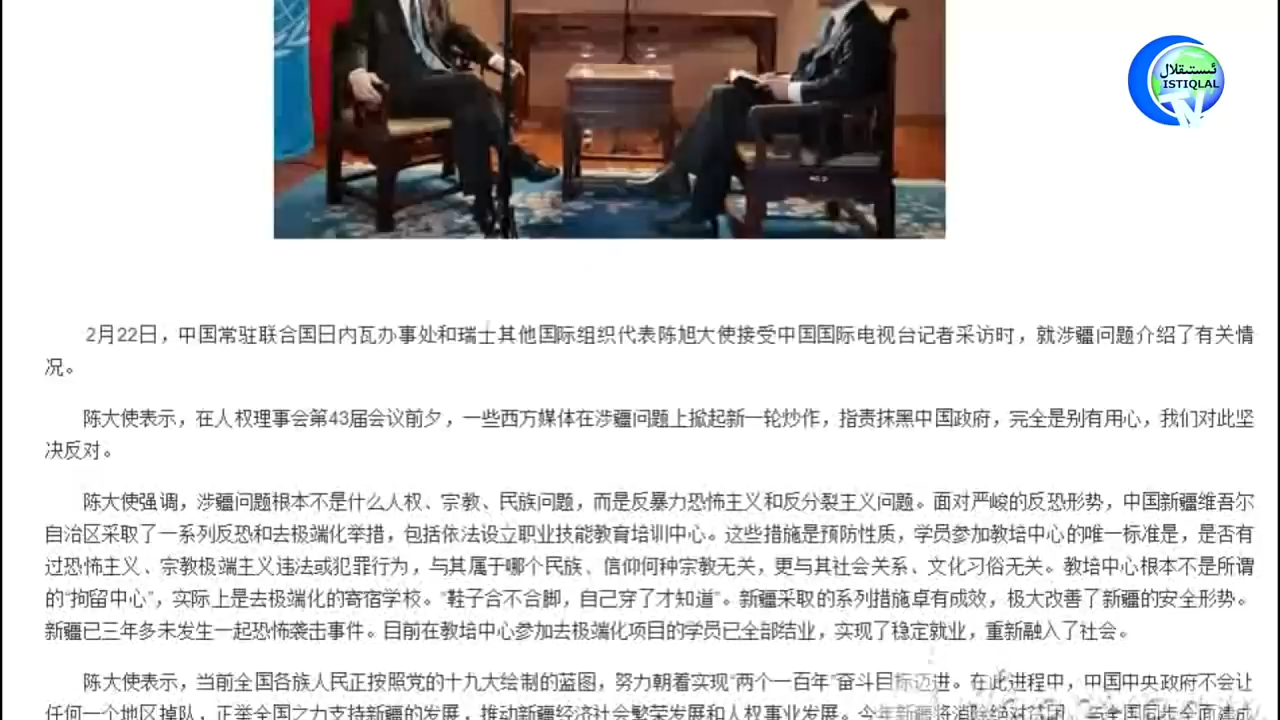 ئىستىقلال
ISTIQLAL
TV
2月22日，中国常驻联合国日内瓦办事处和瑞士其他国际组织代表陈旭大使接受中国国际电视台记者采访时，就涉疆问题介绍了有关情
况。
陈大使表示，在人权理事会第43届会议前夕，一些西方媒体在涉疆问题上掀起新一轮炒作，指责抹黑中国政府，完全是别有用心，我们对此坚
决反对。
陈大使强调，涉疆问题根本不是什么人权、宗教、民族问题，而是反暴力恐怖主义和反分裂主义问题。面对严峻的反恐形势，中国新疆维吾尔
自治区采取了一系列反恐和去极端化举措，包括依法设立职业技能教育培训中心。这些措施是预防性质，学员参加教培中心的唯一标准是，是否有
过恐怖主义、宗教极端主义违法或犯罪行为，与其属于哪个民族、信仰何种宗教无关，更与其社会关系、文化习俗无关。教培中心根本不是所谓
的“拘留中心”，实际上是去极端化的寄宿学校。“鞋子合不合脚，自己穿了才知道”。新疆采取的系列措施卓有成效，极大改善了新疆的安全形势。
新疆已三年多未发生一起恐怖袭击事件。目前在教培中心参加去极端化项目的学员已全部结业，实现了稳定就业，重新融入了社会。
陈大使表示，当前全国各族人民正按照党的十九大绘制的蓝图，努力朝着实现“两个一百年”奋斗目标迈进。在此进程中，中国中央政府不会让
任何一个地区掉队，正举全国之力支持新疆的发展，推动新疆经济社会繁荣发展和人权事业发展。今年新疆将消除绝对贫困，与全国同步全面建成